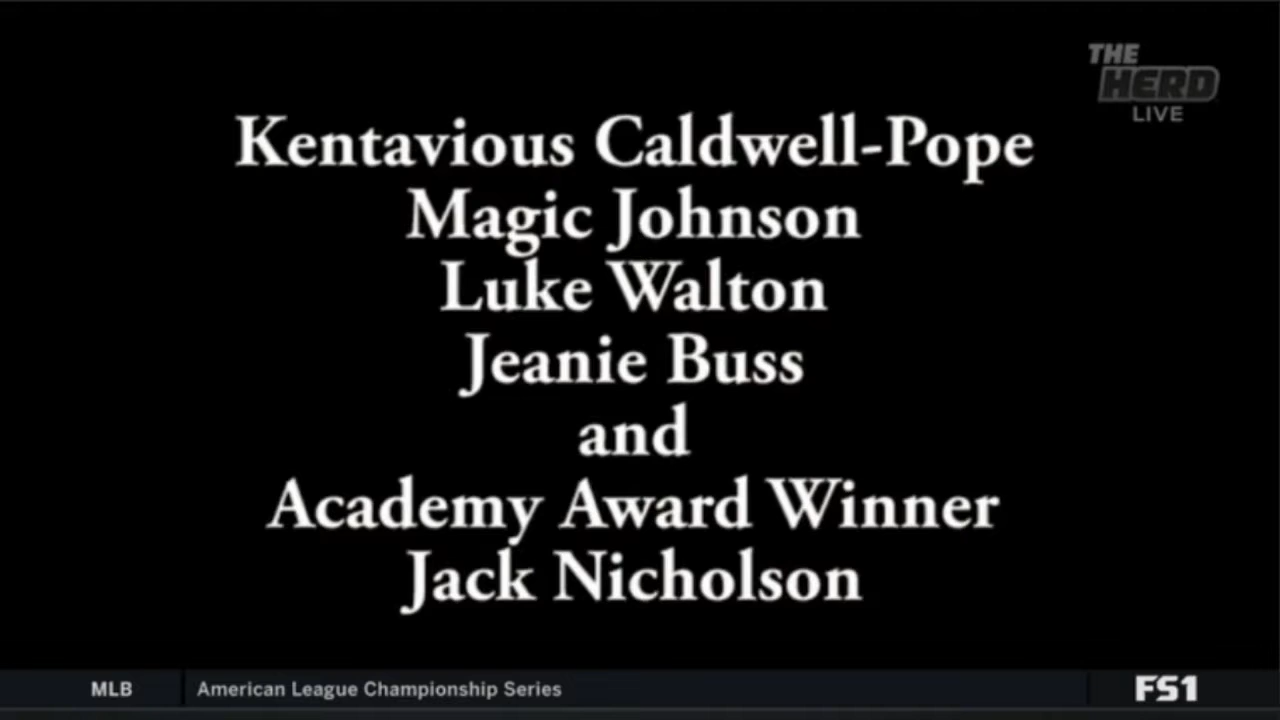 THE
HERD
LIVE
Kentavious Caldwell-Pope
Magic Johnson
Luke Walton
Jeanie Buss
and
Academy Award Winner
Jack Nicholson
MLB
American League Championship Series
FS1